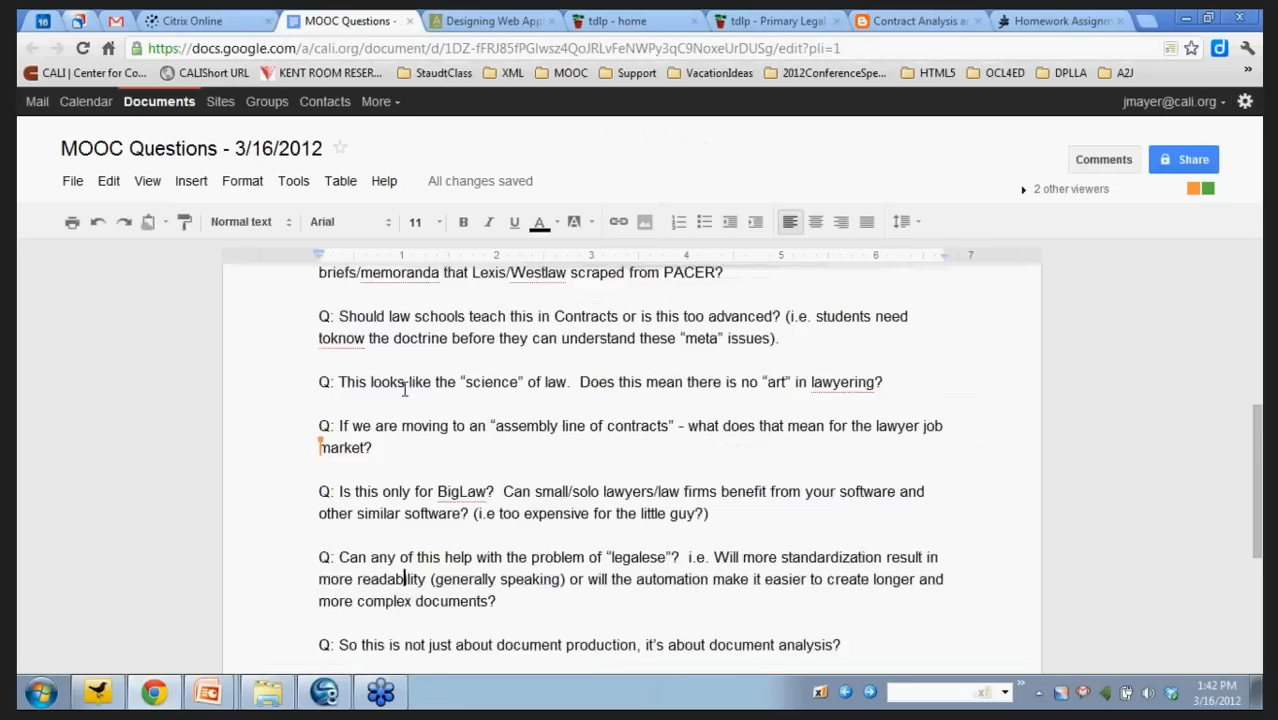 Citrix Online
MOOC Questions -
Designing Web App
tdlp - home
tdlp - Primary Legal
Contract Analysis an
Homework Assignm
https://docs.google.com/a/cali.org/document/d/1DZ-fFRJ85fPGlwsz4QoJRLvFeNWPy3qC9NoxeUrDUSg/edit?pli=1
CALI | Center for Co... CALIShort URL KENT ROOM RESER... StaudtClass XML MOOC Support VacationIdeas 2012ConferenceSpe... HTML5 OCL4ED DPLLA A2J »
Mail Calendar Documents Sites Groups Contacts More jmayer@cali.org
MOOC Questions - 3/16/2012
Comments Share
File Edit View Insert Format Tools Table Help All changes saved
2 other viewers
Normal text Arial 11 B I U A A
1 2 3 4 5 6 7
briefs/memoranda that Lexis/Westlaw scraped from PACER?
Q: Should law schools teach this in Contracts or is this too advanced? (i.e. students need
toknow the doctrine before they can understand these “meta” issues).
Q: This looks like the “science” of law.  Does this mean there is no “art” in lawyering?
Q: If we are moving to an “assembly line of contracts” - what does that mean for the lawyer job
market?
Q: Is this only for BigLaw?  Can small/solo lawyers/law firms benefit from your software and
other similar software? (i.e too expensive for the little guy?)
Q: Can any of this help with the problem of “legalese”?  i.e. Will more standardization result in
more readability (generally speaking) or will the automation make it easier to create longer and
more complex documents?
Q: So this is not just about document production, it’s about document analysis?
1:42 PM
3/16/2012